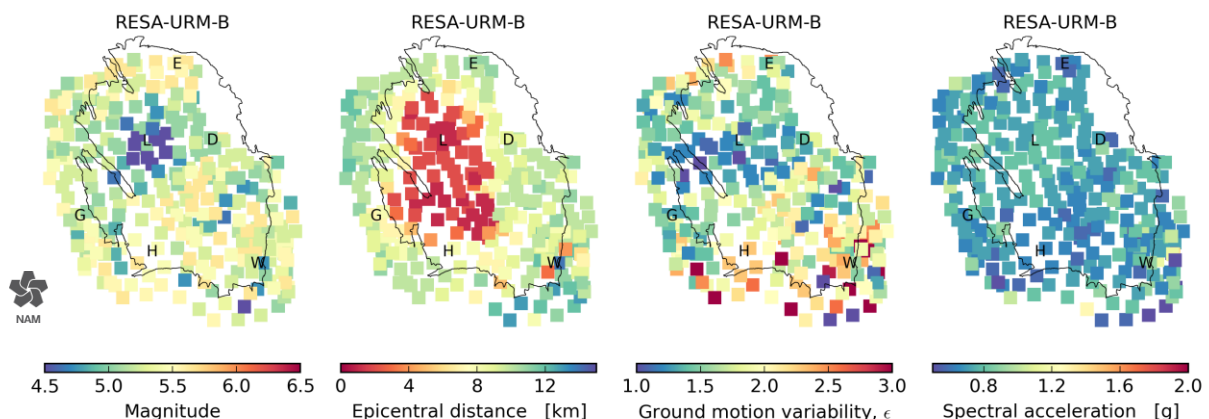 RESA-URM-B RESA-URM-B RESA-URM-B RESA-URM-B
E E E E
L D L D L D L D
G G G G
H H H H
W W W W
NAM
4.5 5.0 5.5 6.0 6.5 0 4 8 12 1.0 1.5 2.0 2.5 3.0 0.8 1.2 1.6 2.0
Magnitude Epicentral distance [km] Ground motion variability, ϵ Spectral acceleration [g]